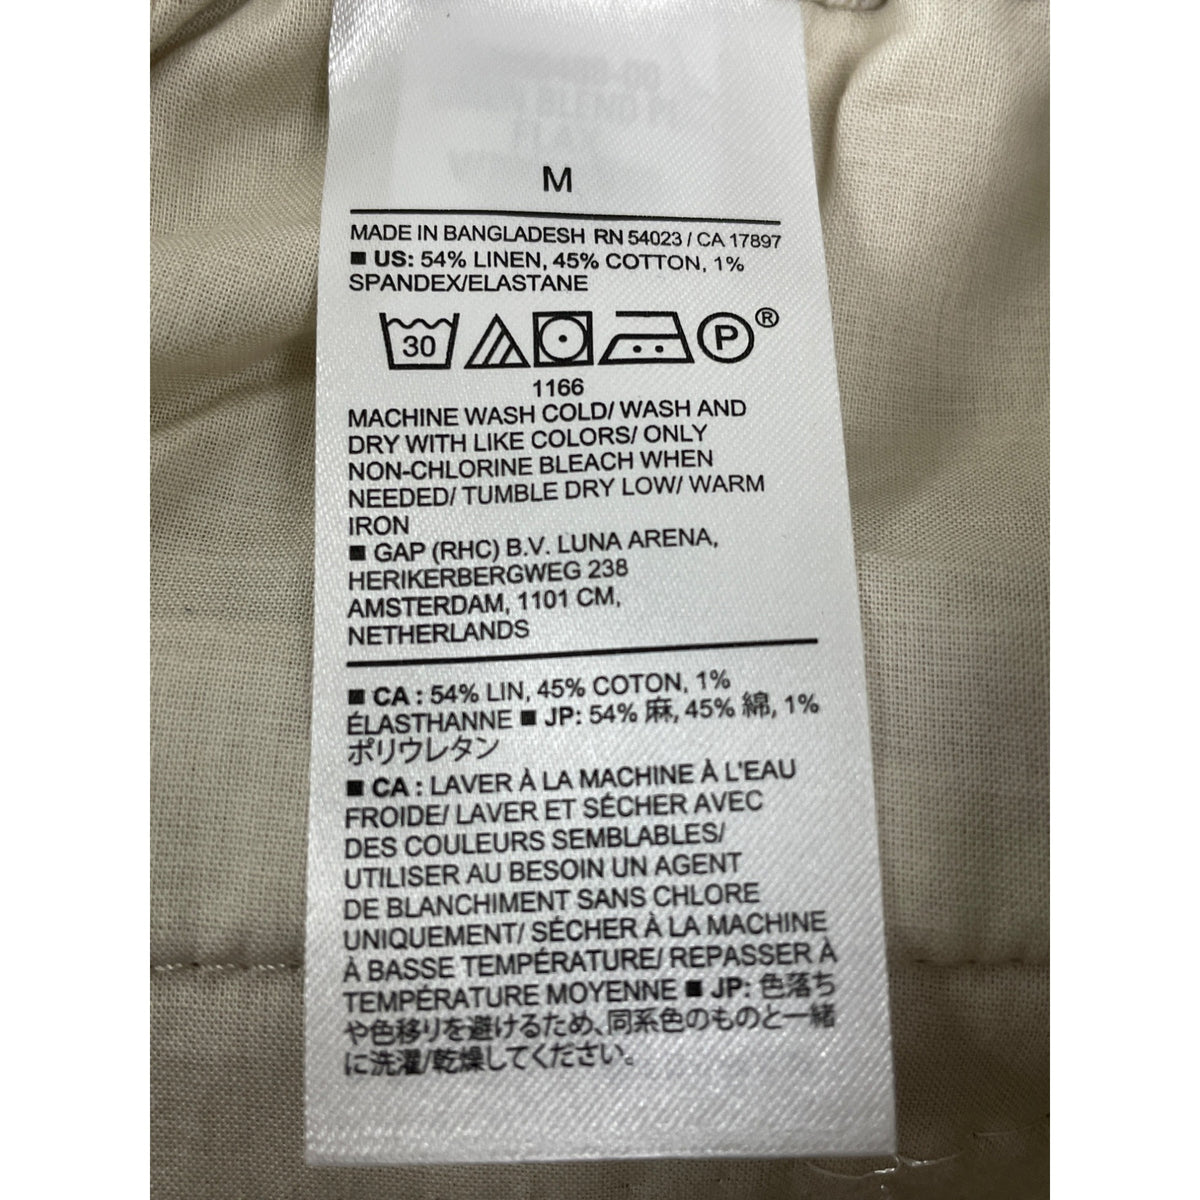 M
MADE IN BANGLADESH RN 54023 / CA 17897
■ US: 54% LINEN, 45% COTTON, 1%
SPANDEX/ELASTANE
30 P ®
1166
MACHINE WASH COLD/ WASH AND
DRY WITH LIKE COLORS/ ONLY
NON-CHLORINE BLEACH WHEN
NEEDED/ TUMBLE DRY LOW/ WARM
IRON
■ GAP (RHC) B.V. LUNA ARENA,
HERIKERBERGWEG 238
AMSTERDAM, 1101 CM,
NETHERLANDS
■ CA : 54% LIN, 45% COTON, 1%
ÉLASTHANNE ■ JP: 54% 麻, 45% 綿, 1%
ポリウレタン
■ CA : LAVER À LA MACHINE À L'EAU
FROIDE/ LAVER ET SÉCHER AVEC
DES COULEURS SEMBLABLES/
UTILISER AU BESOIN UN AGENT
DE BLANCHIMENT SANS CHLORE
UNIQUEMENT/ SÉCHER À LA MACHINE
À BASSE TEMPÉRATURE/ REPASSER À
TEMPÉRATURE MOYENNE ■ JP: 色落ち
や色移りを避けるため、同系色のものと一緒
に洗濯/乾燥してください。